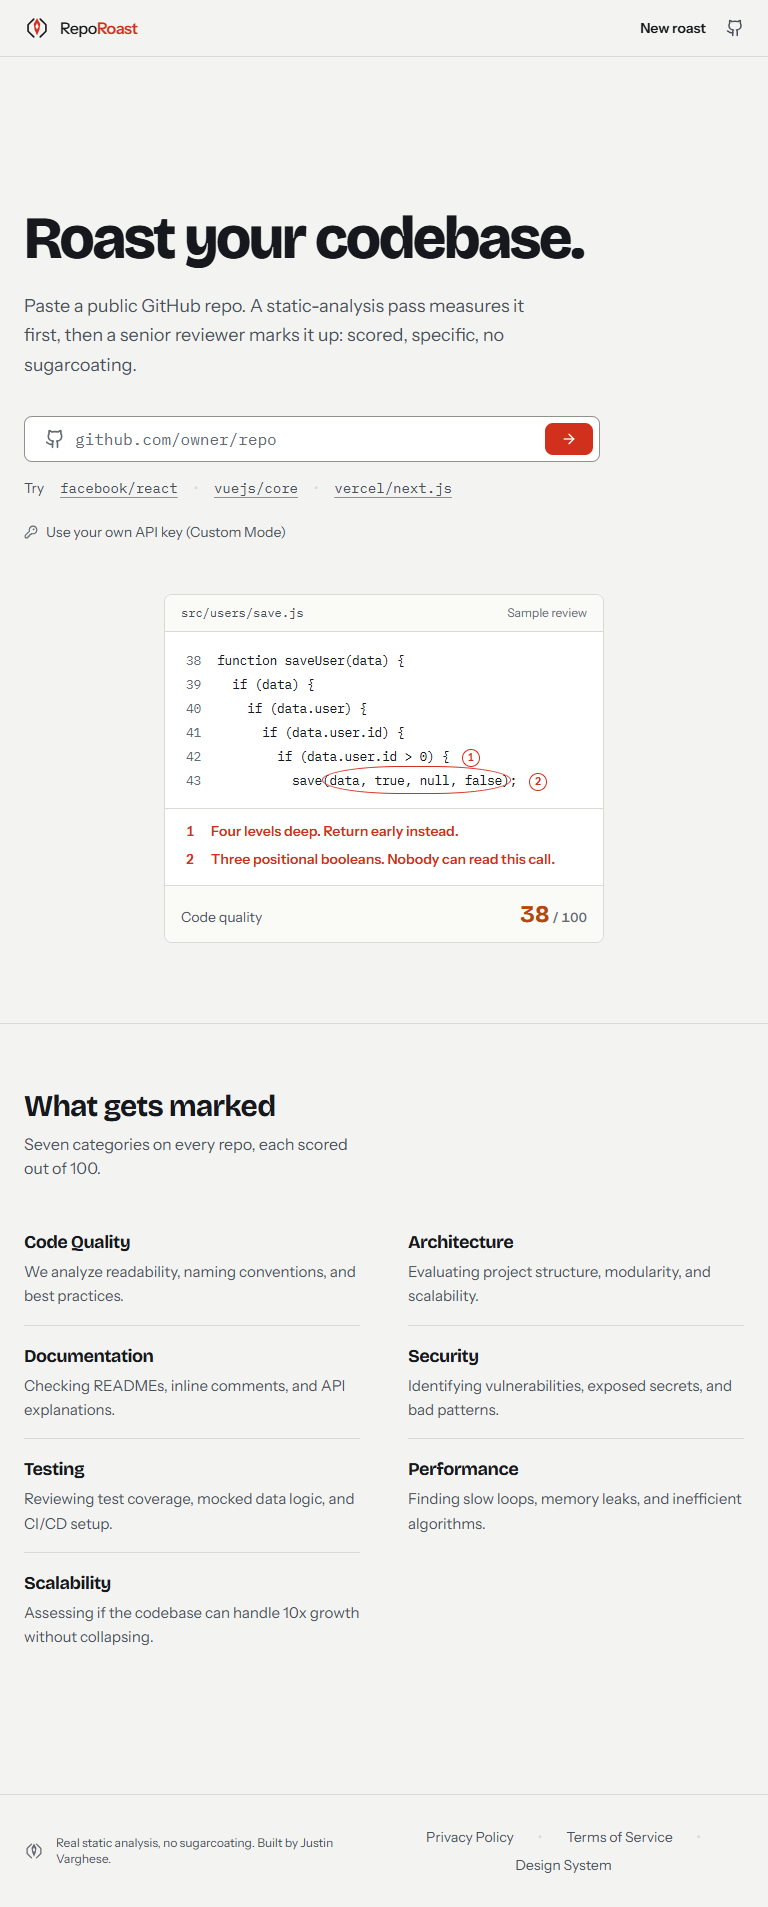 RepoRoast
New roast
Roast your codebase.
Paste a public GitHub repo. A static-analysis pass measures it
first, then a senior reviewer marks it up: scored, specific, no
sugarcoating.
github.com/owner/repo
Try facebook/react · vuejs/core · vercel/next.js
Use your own API key (Custom Mode)
src/users/save.js
Sample review
38 function saveUser(data) {
39 if (data) {
40 if (data.user) {
41 if (data.user.id) {
42 if (data.user.id > 0) { 1
43 save(data, true, null, false); 2
1 Four levels deep. Return early instead.
2 Three positional booleans. Nobody can read this call.
Code quality
38 / 100
What gets marked
Seven categories on every repo, each scored
out of 100.
Code Quality
We analyze readability, naming conventions, and
best practices.
Architecture
Evaluating project structure, modularity, and
scalability.
Documentation
Checking READMEs, inline comments, and API
explanations.
Security
Identifying vulnerabilities, exposed secrets, and
bad patterns.
Testing
Reviewing test coverage, mocked data logic, and
CI/CD setup.
Performance
Finding slow loops, memory leaks, and inefficient
algorithms.
Scalability
Assessing if the codebase can handle 10x growth
without collapsing.
Real static analysis, no sugarcoating. Built by Justin
Varghese.
Privacy Policy · Terms of Service ·
Design System